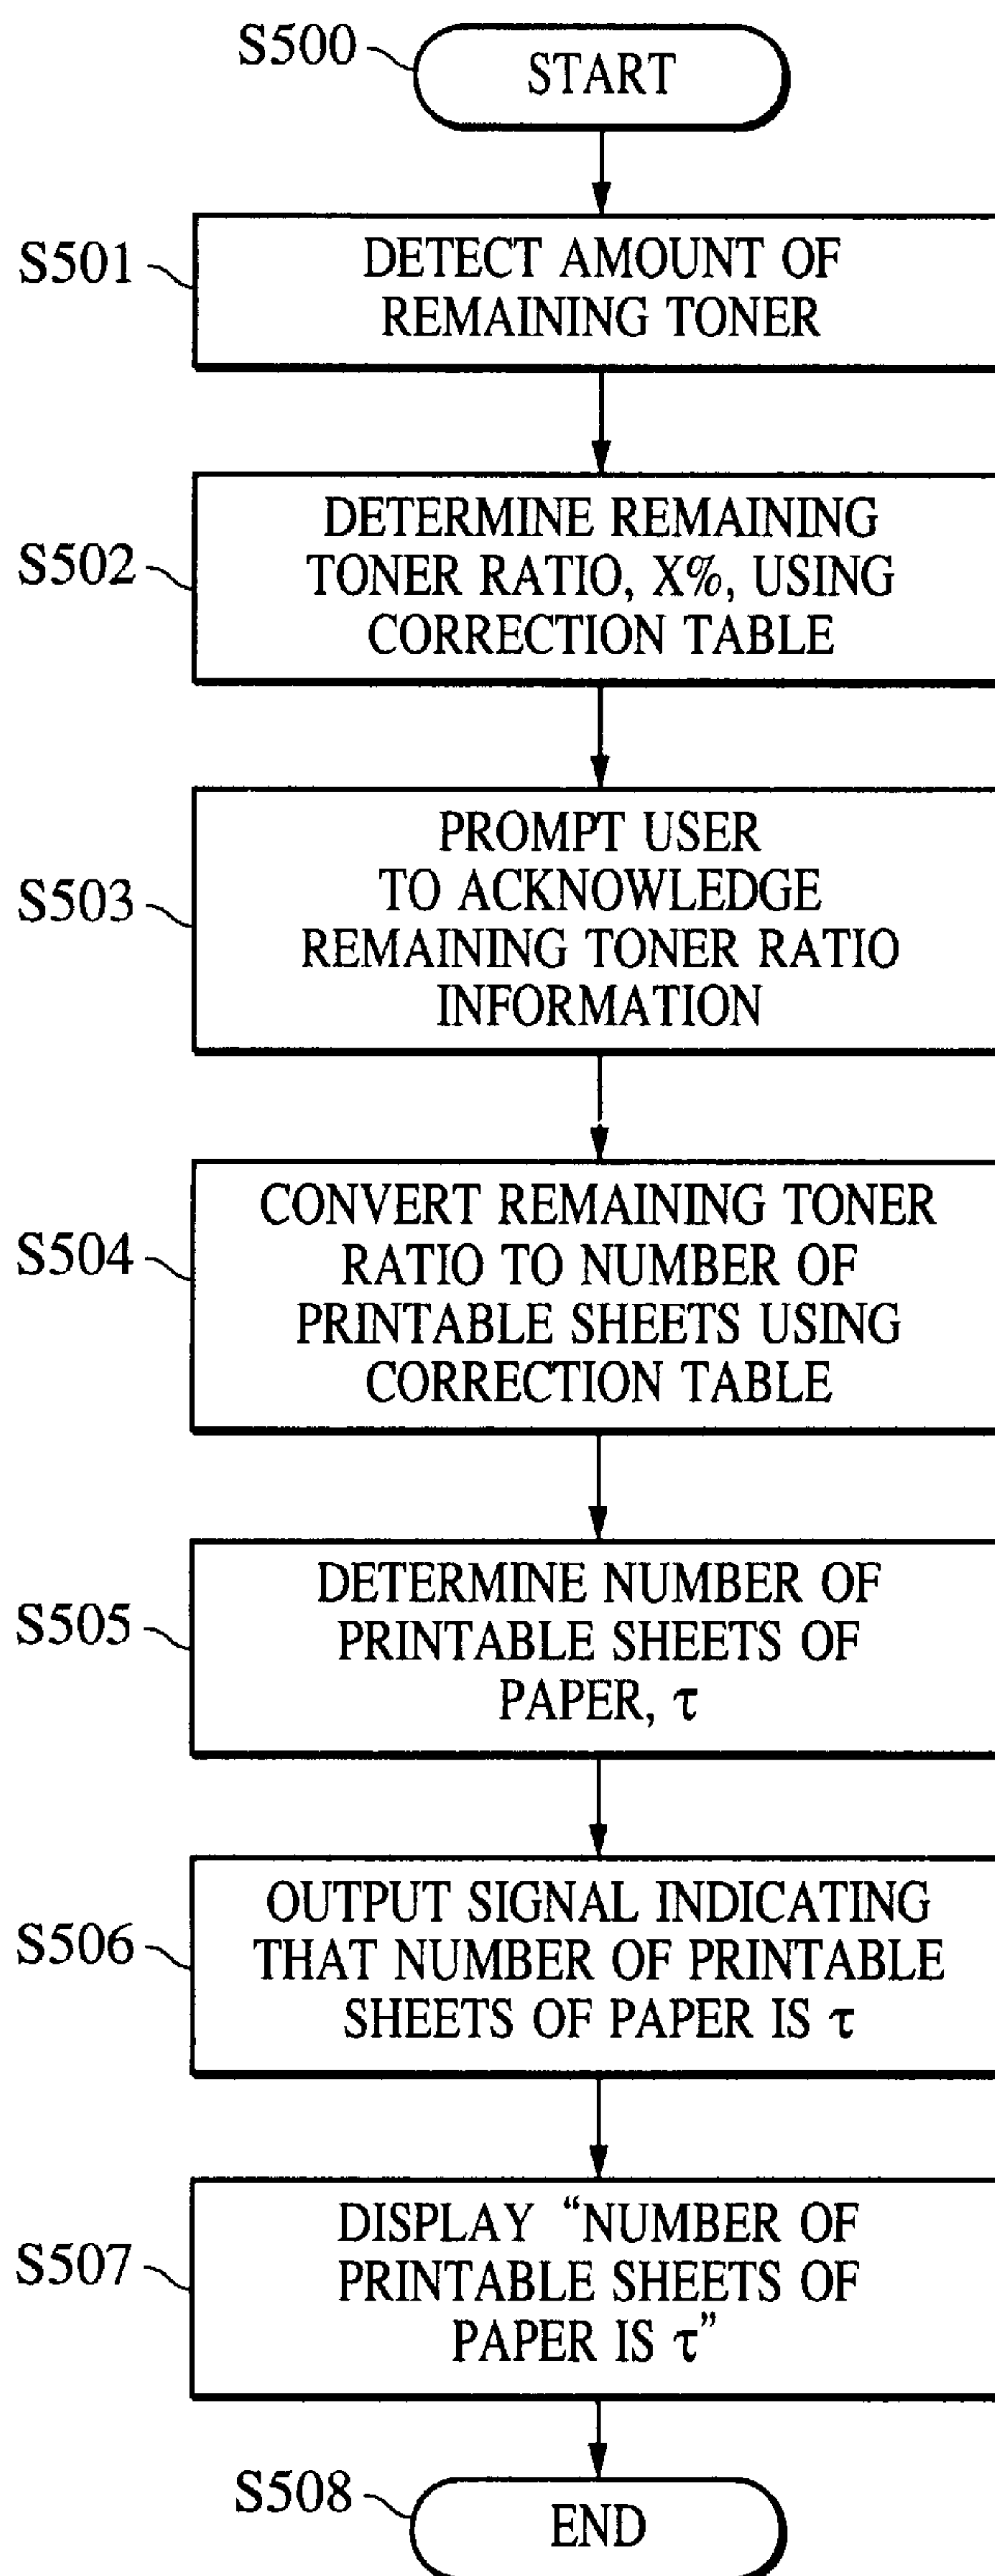 S500
START
S501
DETECT AMOUNT OF
REMAINING TONER
S502
DETERMINE REMAINING
TONER RATIO, X%, USING
CORRECTION TABLE
S503
PROMPT USER
TO ACKNOWLEDGE
REMAINING TONER RATIO
INFORMATION
S504
CONVERT REMAINING TONER
RATIO TO NUMBER OF
PRINTABLE SHEETS USING
CORRECTION TABLE
S505
DETERMINE NUMBER OF
PRINTABLE SHEETS OF
PAPER, τ
S506
OUTPUT SIGNAL INDICATING
THAT NUMBER OF PRINTABLE
SHEETS OF PAPER IS τ
S507
DISPLAY “NUMBER OF
PRINTABLE SHEETS OF
PAPER IS τ”
S508
END